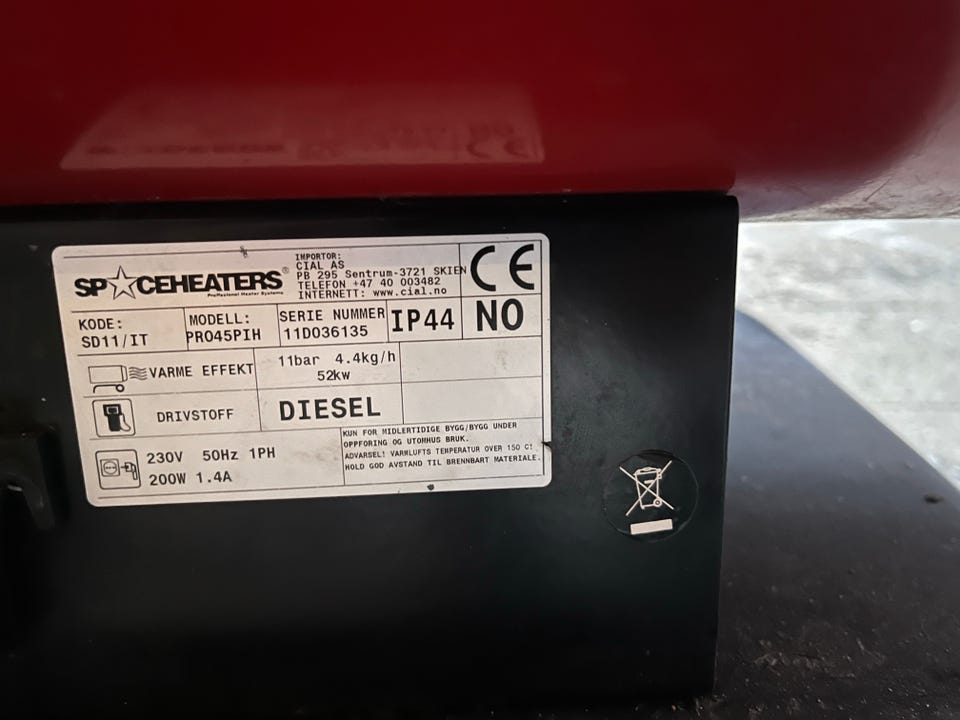 SP☆CEHEATERS®
Professional Heater Systems
IMPORTOR:
CIAL AS
PB 295 Sentrum-3721 SKIEN
TELEFON +47 40 003482
INTERNETT: www.cial.no
CE
KODE:
SD11/IT
MODELL:
PRO45PIH
SERIE NUMMER
11D036135
IP44
NO
VARME EFFEKT
11bar 4.4kg/h
52kw
DRIVSTOFF
DIESEL
230V 50Hz 1PH
200W 1.4A
KUN FOR MIDLERTIDIGE BYGG/BYGG UNDER
OPPFORING OG UTOMHUS BRUK.
ADVARSEL! VARMLUFTS TEMPERATUR OVER 150 C!
HOLD GOD AVSTAND TIL BRENNBART MATERIALE.